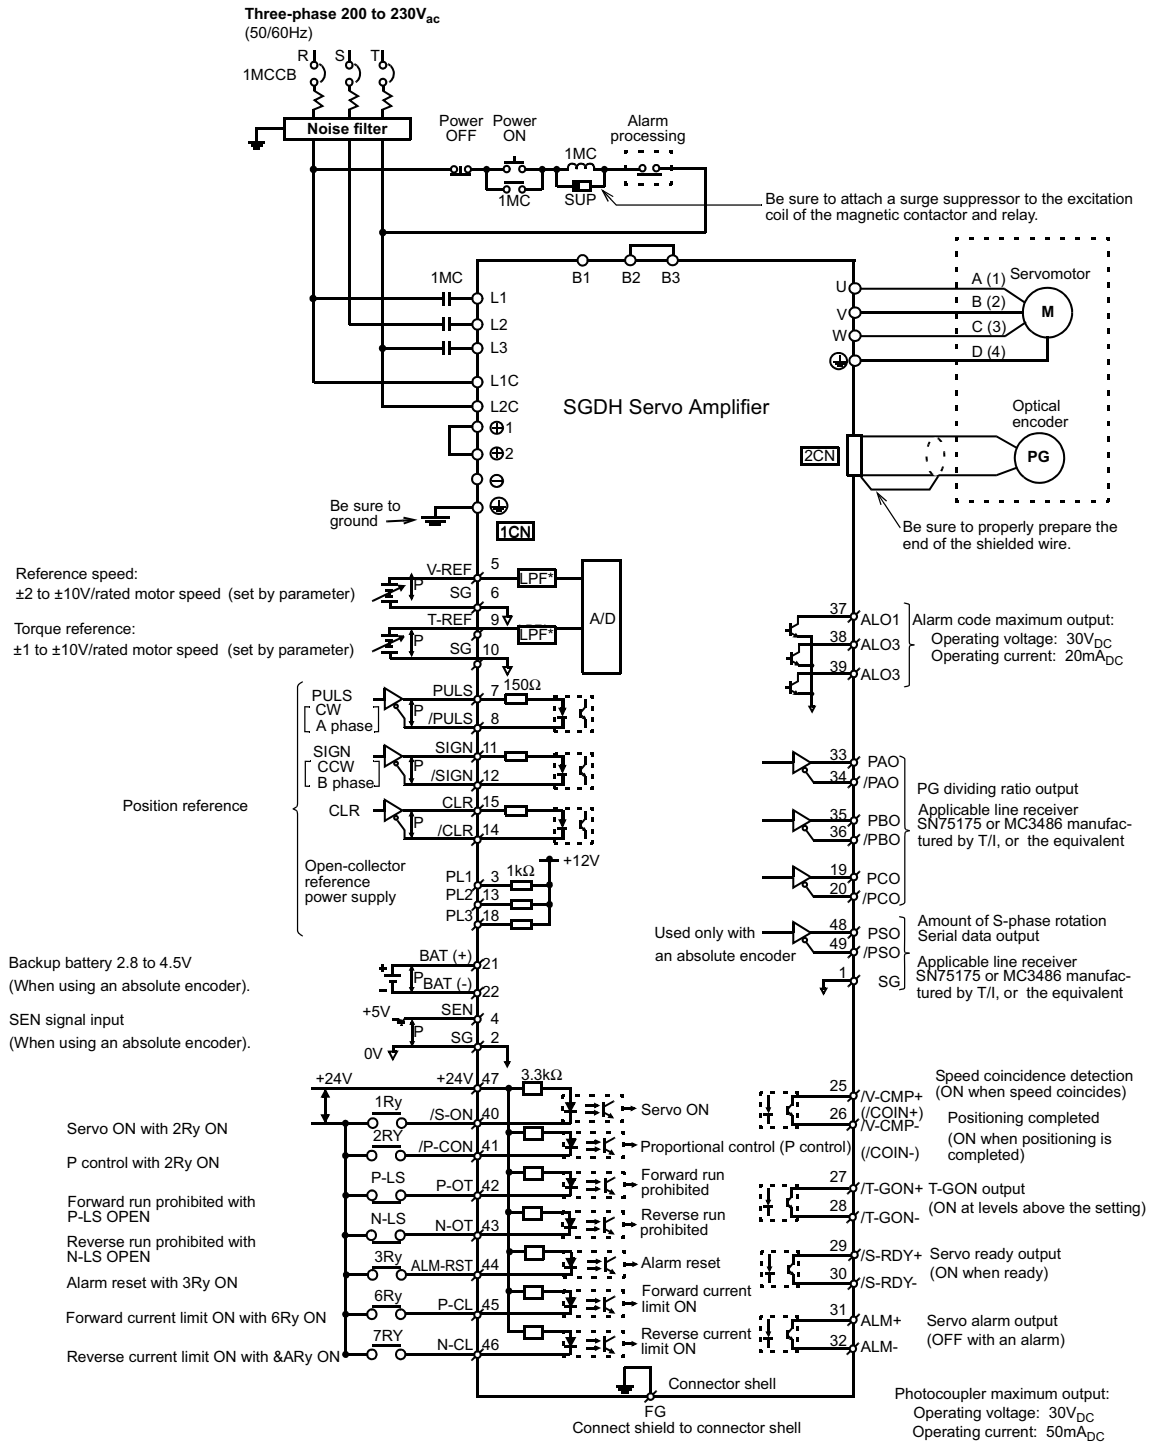 Three-phase 200 to 230Vac
(50/60Hz)
R S T
1MCCB
Noise filter
Power OFF
Power ON
Alarm processing
1MC
1MC
SUP
Be sure to attach a surge suppressor to the excitation
coil of the magnetic contactor and relay.
B1 B2 B3
1MC
L1
L2
L3
L1C
L2C
⊕1
⊕2
⊖
U
V
W
A (1)
B (2)
C (3)
D (4)
Servomotor
M
SGDH Servo Amplifier
Optical
encoder
PG
2CN
Be sure to properly prepare the
end of the shielded wire.
Be sure to
ground
1CN
Reference speed:
±2 to ±10V/rated motor speed (set by parameter)
V-REF 5
SG 6
P
LPF*
Torque reference:
±1 to ±10V/rated motor speed (set by parameter)
T-REF 9
SG 10
P
LPF*
A/D
37 ALO1
38 ALO3
39 ALO3
Alarm code maximum output:
Operating voltage: 30VDC
Operating current: 20mADC
Position reference
PULS
CW
A phase
P
PULS 7
/PULS 8
150Ω
SIGN
CCW
B phase
P
SIGN 11
/SIGN 12
CLR
P
CLR 15
/CLR 14
Open-collector
reference
power supply
+12V
PL1 3
1kΩ
PL2 13
PL3 18
33 PAO
34 /PAO
35 PBO
36 /PBO
19 PCO
20 /PCO
PG dividing ratio output
Applicable line receiver
SN75175 or MC3486 manufac-
tured by T/I, or the equivalent
Used only with
an absolute encoder
48 PSO
49 /PSO
1 SG
Amount of S-phase rotation
Serial data output
Applicable line receiver
SN75175 or MC3486 manufac-
tured by T/I, or the equivalent
Backup battery 2.8 to 4.5V
(When using an absolute encoder).
+
-
P
BAT (+) 21
BAT (-) 22
SEN signal input
(When using an absolute encoder).
+5V
0V
P
SEN 4
SG 2
+24V
+24V 47
3.3kΩ
Servo ON with 2Ry ON
1Ry
/S-ON 40
Servo ON
P control with 2Ry ON
2RY
/P-CON 41
Proportional control (P control)
Forward run prohibited with
P-LS OPEN
P-LS
P-OT 42
Forward run
prohibited
Reverse run prohibited with
N-LS OPEN
N-LS
N-OT 43
Reverse run
prohibited
Alarm reset with 3Ry ON
3Ry
ALM-RST 44
Alarm reset
Forward current limit ON with 6Ry ON
6Ry
P-CL 45
Forward current
limit ON
Reverse current limit ON with &ARy ON
7RY
N-CL 46
Reverse current
limit ON
25 /V-CMP+
(/COIN+)
26 /V-CMP-
(/COIN-)
Speed coincidence detection
(ON when speed coincides)
Positioning completed
(ON when positioning is
completed)
27 /T-GON+
28 /T-GON-
T-GON output
(ON at levels above the setting)
29 /S-RDY+
30 /S-RDY-
Servo ready output
(ON when ready)
31 ALM+
32 ALM-
Servo alarm output
(OFF with an alarm)
Connector shell
FG
Connect shield to connector shell
Photocoupler maximum output:
Operating voltage: 30VDC
Operating current: 50mADC